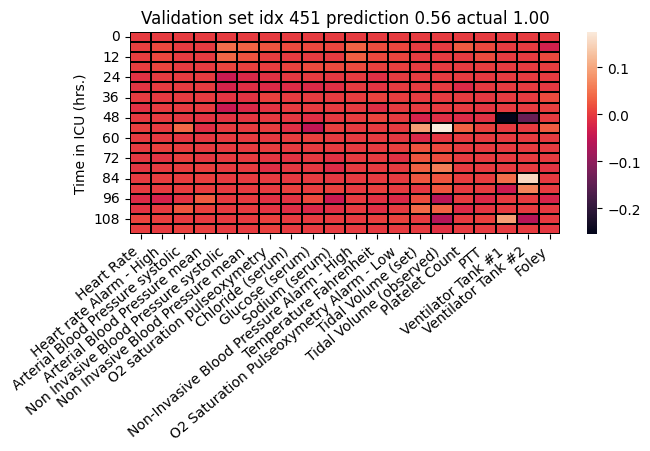 Validation set idx 451 prediction 0.56 actual 1.00
Time in ICU (hrs.)
0
12
24
36
48
60
72
84
96
108
0.1
0.0
−0.1
−0.2
Heart Rate
Heart rate Alarm - High
Arterial Blood Pressure systolic
Arterial Blood Pressure mean
Non Invasive Blood Pressure systolic
Non Invasive Blood Pressure mean
O2 saturation pulseoxymetry
Chloride (serum)
Glucose (serum)
Sodium (serum)
Non-Invasive Blood Pressure Alarm - High
Temperature Fahrenheit
O2 Saturation Pulseoxymetry Alarm - Low
Tidal Volume (set)
Tidal Volume (observed)
Platelet Count
PTT
Ventilator Tank #1
Ventilator Tank #2
Foley